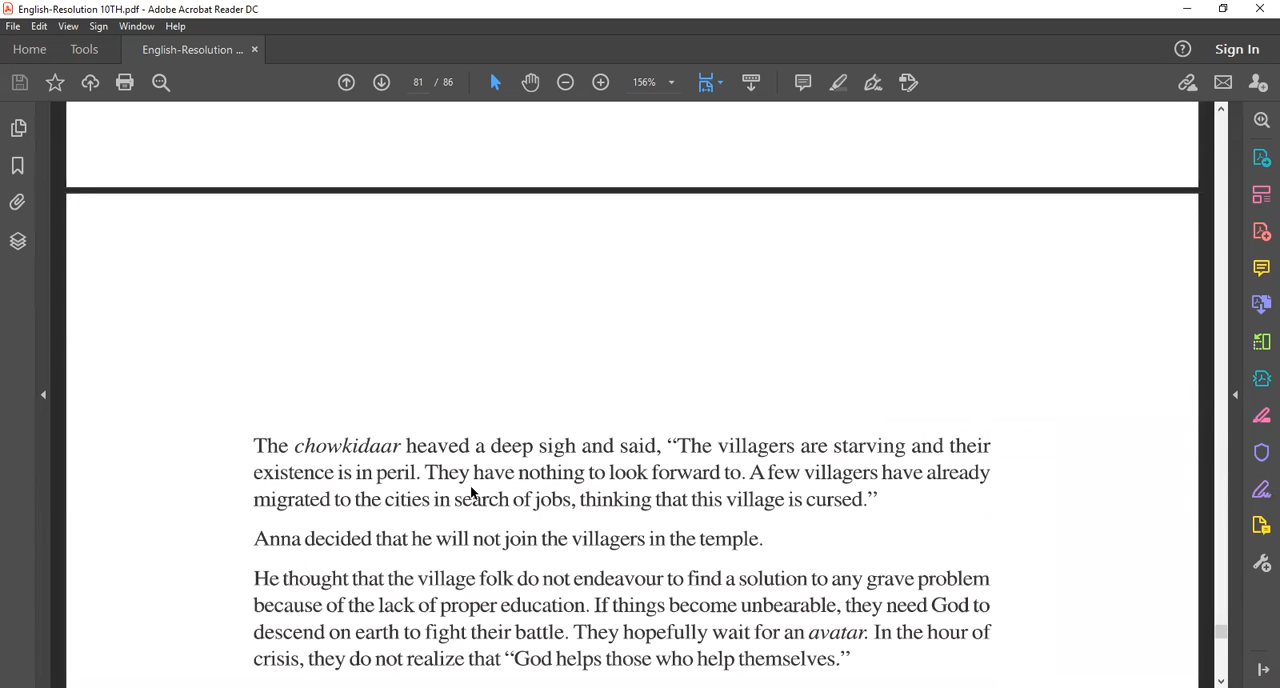 English-Resolution 10TH.pdf - Adobe Acrobat Reader DC
File Edit View Sign Window Help
Home Tools English-Resolution ... × Sign In
81 / 86 156%
The chowkidaar heaved a deep sigh and said, “The villagers are starving and their
existence is in peril. They have nothing to look forward to. A few villagers have already
migrated to the cities in search of jobs, thinking that this village is cursed.”
Anna decided that he will not join the villagers in the temple.
He thought that the village folk do not endeavour to find a solution to any grave problem
because of the lack of proper education. If things become unbearable, they need God to
descend on earth to fight their battle. They hopefully wait for an avatar. In the hour of
crisis, they do not realize that “God helps those who help themselves.”